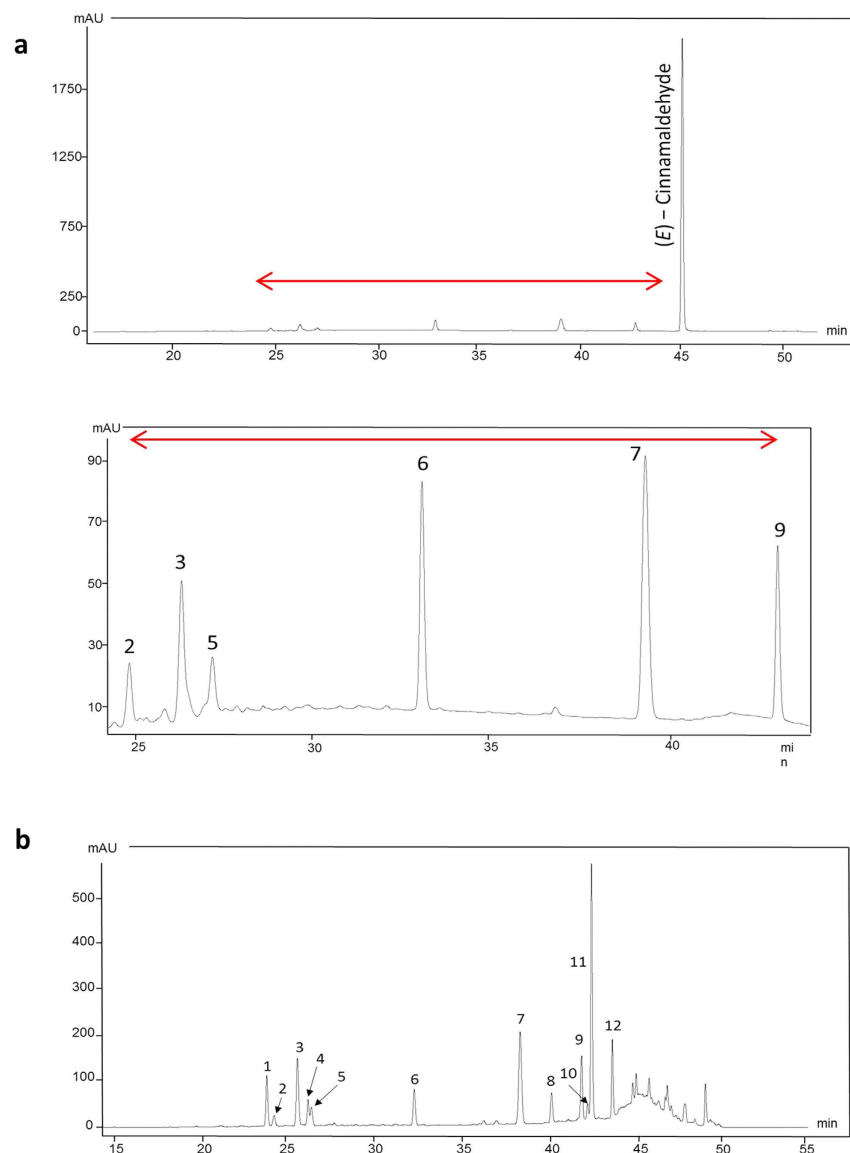 a
mAU
1750
1250
750
250
0
(E) – Cinnamaldehyde
min
20 25 30 35 40 45 50
mAU
90
70
50
30
10
2 3 5 6 7 9
25 30 35 40 mi
n
b
mAU
500
400
300
200
100
0
1 2 3 4 5 6 7 8 9 10 11 12
min
15 20 25 30 35 40 45 50 55